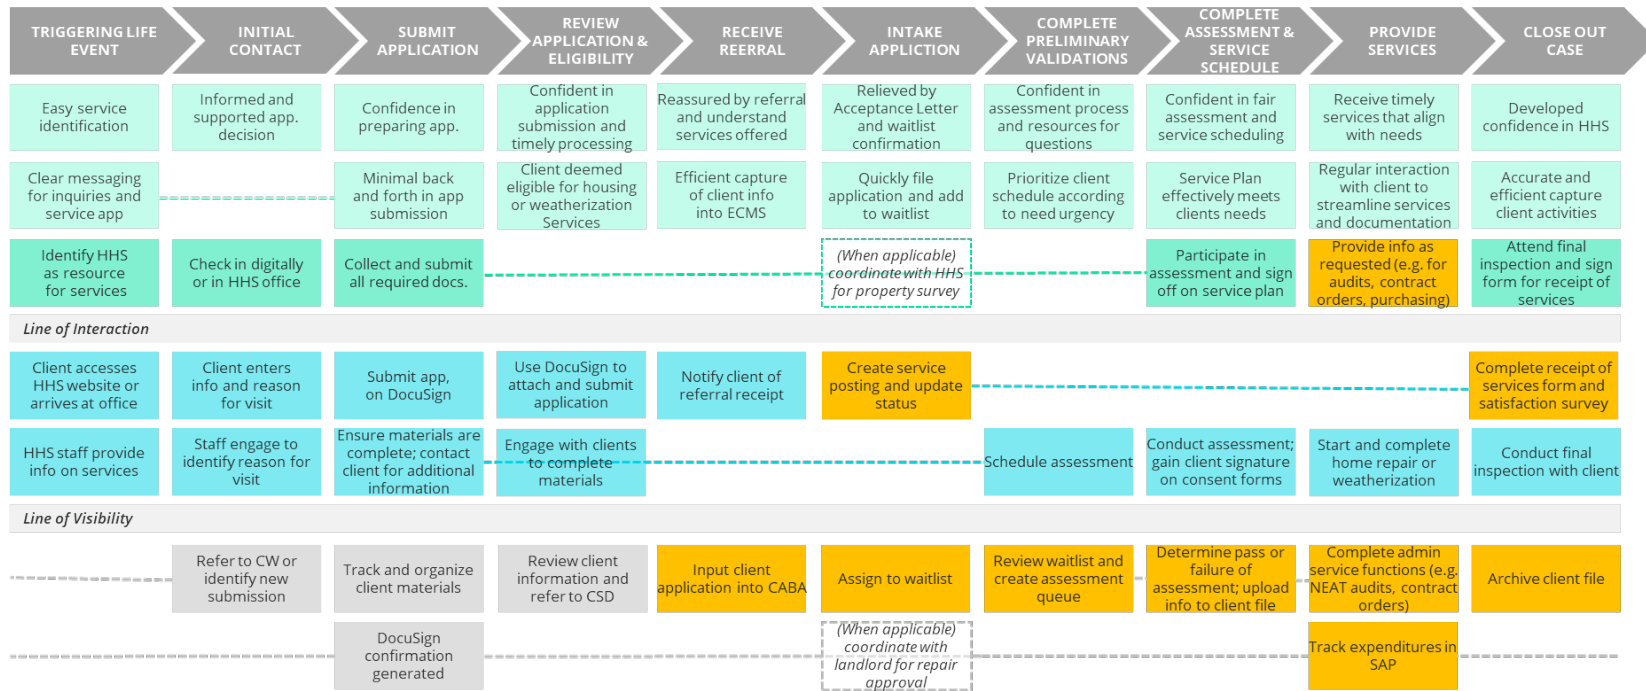 TRIGGERING LIFE
EVENT
INITIAL
CONTACT
SUBMIT
APPLICATION
REVIEW
APPLICATION &
ELIGIBILITY
RECEIVE
REERRAL
INTAKE
APPLICTION
COMPLETE
PRELIMINARY
VALIDATIONS
COMPLETE
ASSESSMENT &
SERVICE
SCHEDULE
PROVIDE
SERVICES
CLOSE OUT
CASE
Easy service
identification
Informed and
supported app.
decision
Confidence in
preparing app.
Confident in
application
submission and
timely processing
Reassured by referral
and understand
services offered
Relieved by
Acceptance Letter
and waitlist
confirmation
Confident in
assessment process
and resources for
questions
Confident in fair
assessment and
service scheduling
Receive timely
services that align
with needs
Developed
confidence in HHS
Clear messaging
for inquiries and
service app
Minimal back
and forth in app
submission
Client deemed
eligible for housing
or weatherization
Services
Efficient capture
of client info
into ECMS
Quickly file
application and add
to waitlist
Prioritize client
schedule according
to need urgency
Service Plan
effectively meets
clients needs
Regular interaction
with client to
streamline services
and documentation
Accurate and
efficient capture
client activities
Identify HHS
as resource
for services
Check in digitally
or in HHS office
Collect and submit
all required docs.
(When applicable)
coordinate with HHS
for property survey
Participate in
assessment and sign
off on service plan
Provide info as
requested (e.g. for
audits, contract
orders, purchasing)
Attend final
inspection and sign
form for receipt of
services
Line of Interaction
Client accesses
HHS website or
arrives at office
Client enters
info and reason
for visit
Submit app,
on DocuSign
Use DocuSign to
attach and submit
application
Notify client of
referral receipt
Create service
posting and update
status
Complete receipt of
services form and
satisfaction survey
HHS staff provide
info on services
Staff engage to
identify reason for
visit
Ensure materials are
complete; contact
client for additional
information
Engage with clients
to complete
materials
Schedule assessment
Conduct assessment;
gain client signature
on consent forms
Start and complete
home repair or
weatherization
Conduct final
inspection with client
Line of Visibility
Refer to CW or
identify new
submission
Track and organize
client materials
Review client
information and
refer to CSD
Input client
application into CABA
Assign to waitlist
Review waitlist and
create assessment
queue
Determine pass or
failure of
assessment; upload
info to client file
Complete admin
service functions (e.g.
NEAT audits, contract
orders)
Archive client file
DocuSign
confirmation
generated
(When applicable)
coordinate with
landlord for repair
approval
Track expenditures in
SAP